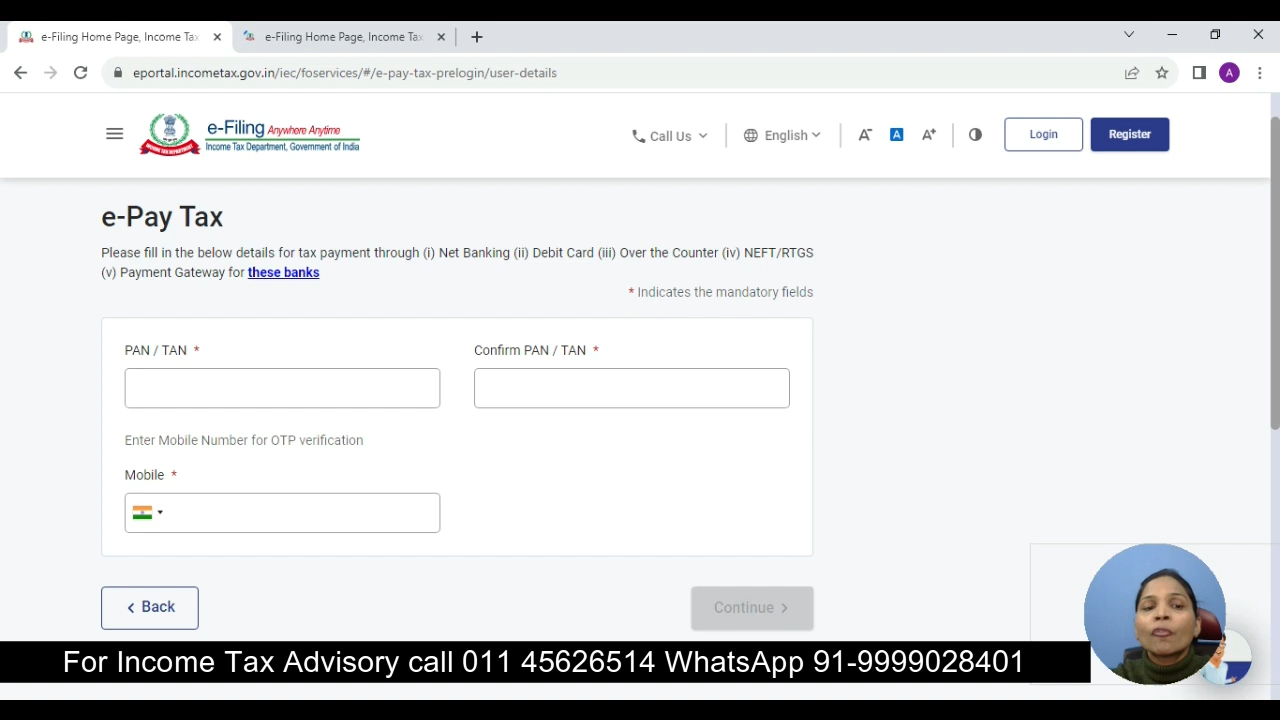 e-Filing Home Page, Income Tax
e-Filing Home Page, Income Tax
eportal.incometax.gov.in/iec/foservices/#/e-pay-tax-prelogin/user-details
A
e-Filing Anywhere Anytime
Income Tax Department, Government of India
INCOME TAX DEPARTMENT
Call Us
English
A- A A+
Login
Register
e-Pay Tax
Please fill in the below details for tax payment through (i) Net Banking (ii) Debit Card (iii) Over the Counter (iv) NEFT/RTGS
(v) Payment Gateway for these banks
* Indicates the mandatory fields
PAN / TAN *
Confirm PAN / TAN *
Enter Mobile Number for OTP verification
Mobile *
< Back
Continue >
For Income Tax Advisory call 011 45626514 WhatsApp 91-9999028401